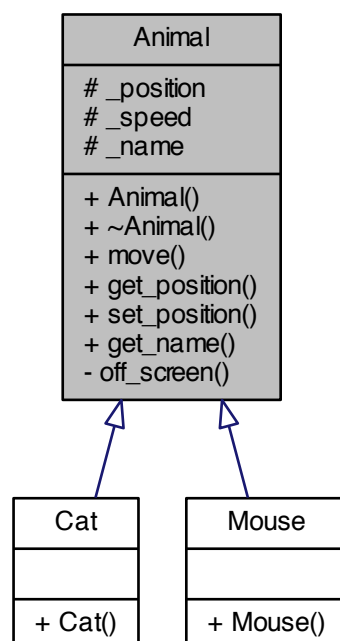 Animal
# _position
# _speed
# _name
+ Animal()
+ ~Animal()
+ move()
+ get_position()
+ set_position()
+ get_name()
- off_screen()
Cat
+ Cat()
Mouse
+ Mouse()